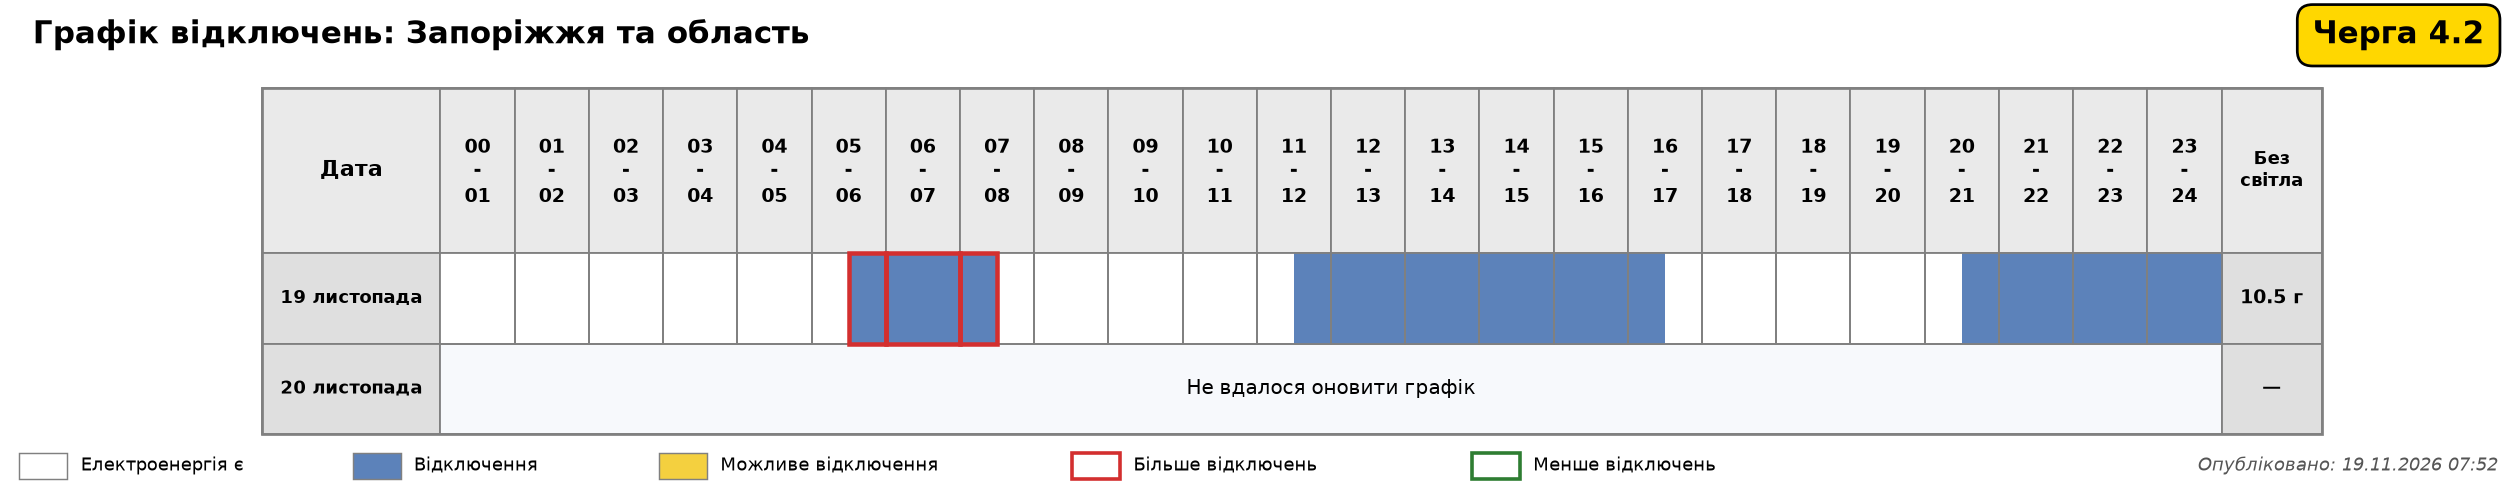 Графік відключень: Запоріжжя та область
Черга 4.2
Дата
00 - 01
01 - 02
02 - 03
03 - 04
04 - 05
05 - 06
06 - 07
07 - 08
08 - 09
09 - 10
10 - 11
11 - 12
12 - 13
13 - 14
14 - 15
15 - 16
16 - 17
17 - 18
18 - 19
19 - 20
20 - 21
21 - 22
22 - 23
23 - 24
Без
світла
19 листопада
10.5 г
20 листопада
Не вдалося оновити графік
—
Електроенергія є
Відключення
Можливе відключення
Більше відключень
Менше відключень
Опубліковано: 19.11.2026 07:52